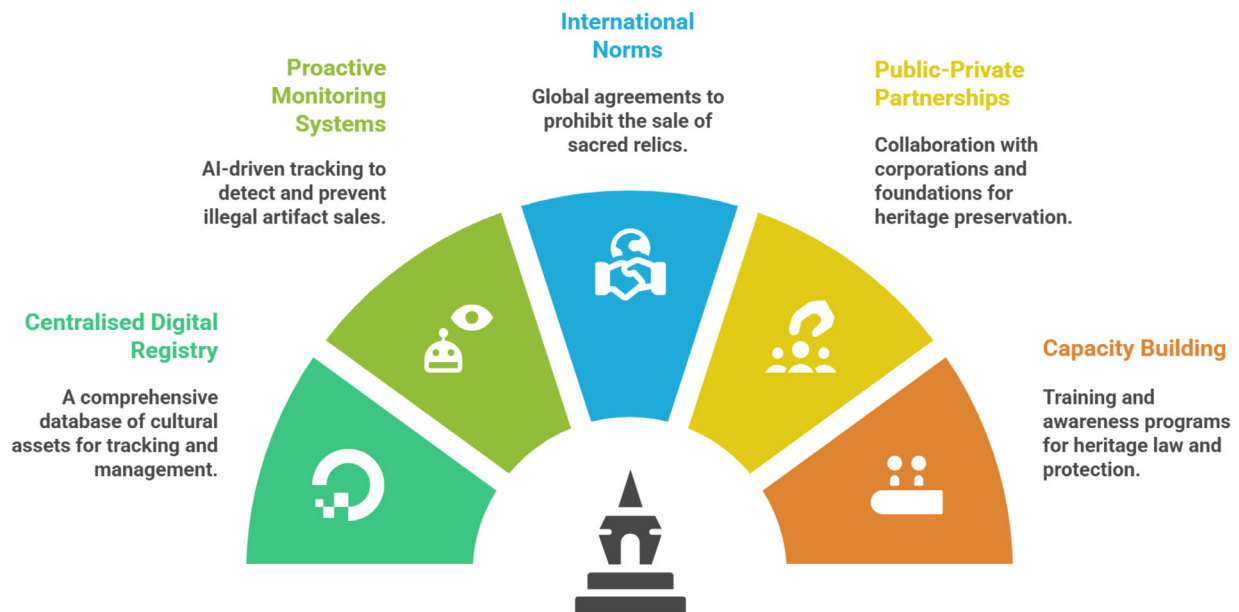 Centralised Digital
Registry
A comprehensive
database of cultural
assets for tracking and
management.
Proactive
Monitoring
Systems
AI-driven tracking to
detect and prevent
illegal artifact sales.
International
Norms
Global agreements to
prohibit the sale of
sacred relics.
Public-Private
Partnerships
Collaboration with
corporations and
foundations for
heritage preservation.
Capacity Building
Training and
awareness programs
for heritage law and
protection.